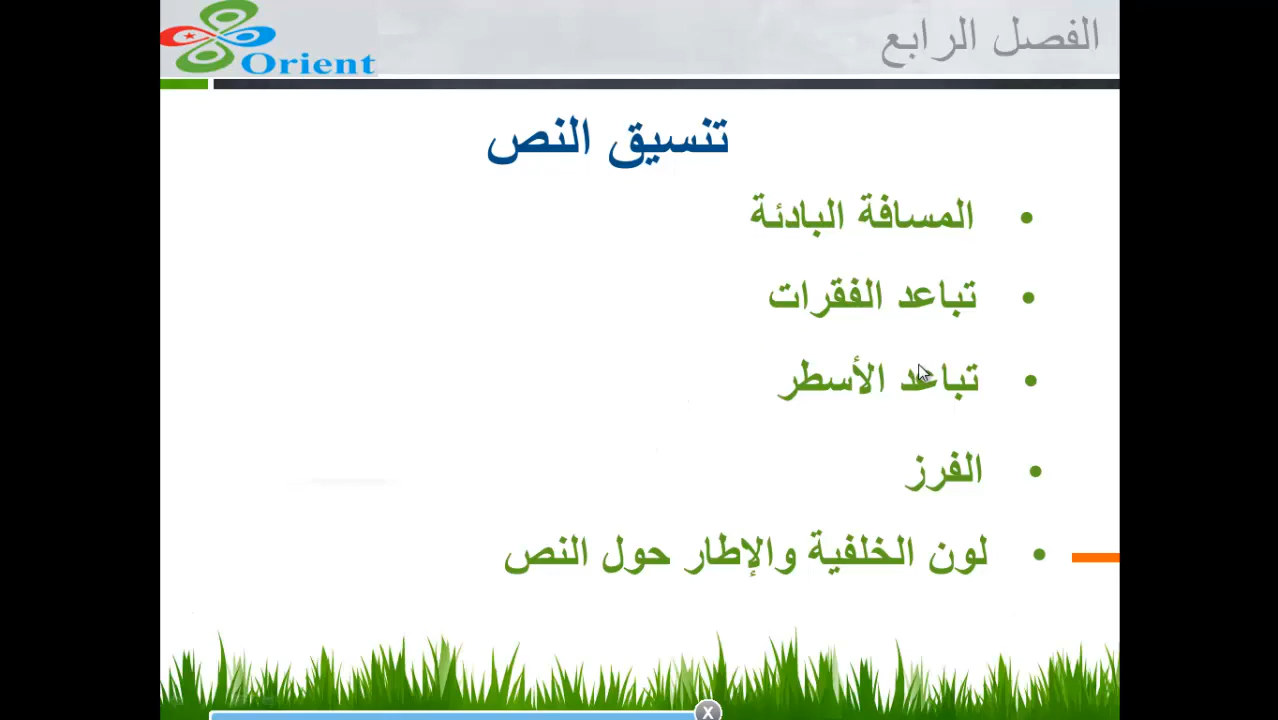 الفصل الرابع
Orient
تنسيق النص
• المسافة البادئة
• تباعد الفقرات
• تباعد الأسطر
• الفرز
• لون الخلفية والإطار حول النص
X